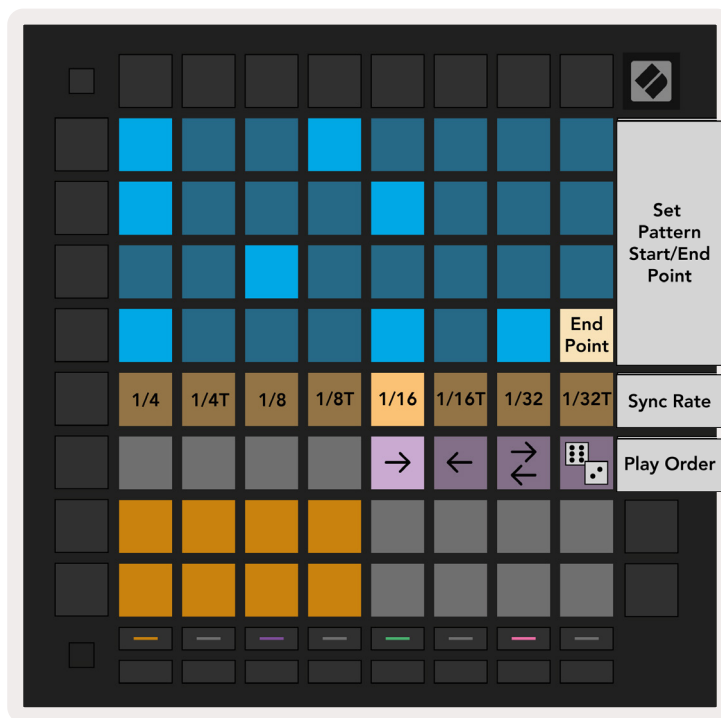 Set
Pattern
Start/End
Point
End
Point
1/4 1/4T 1/8 1/8T 1/16 1/16T 1/32 1/32T Sync Rate
→ ← →← Play Order